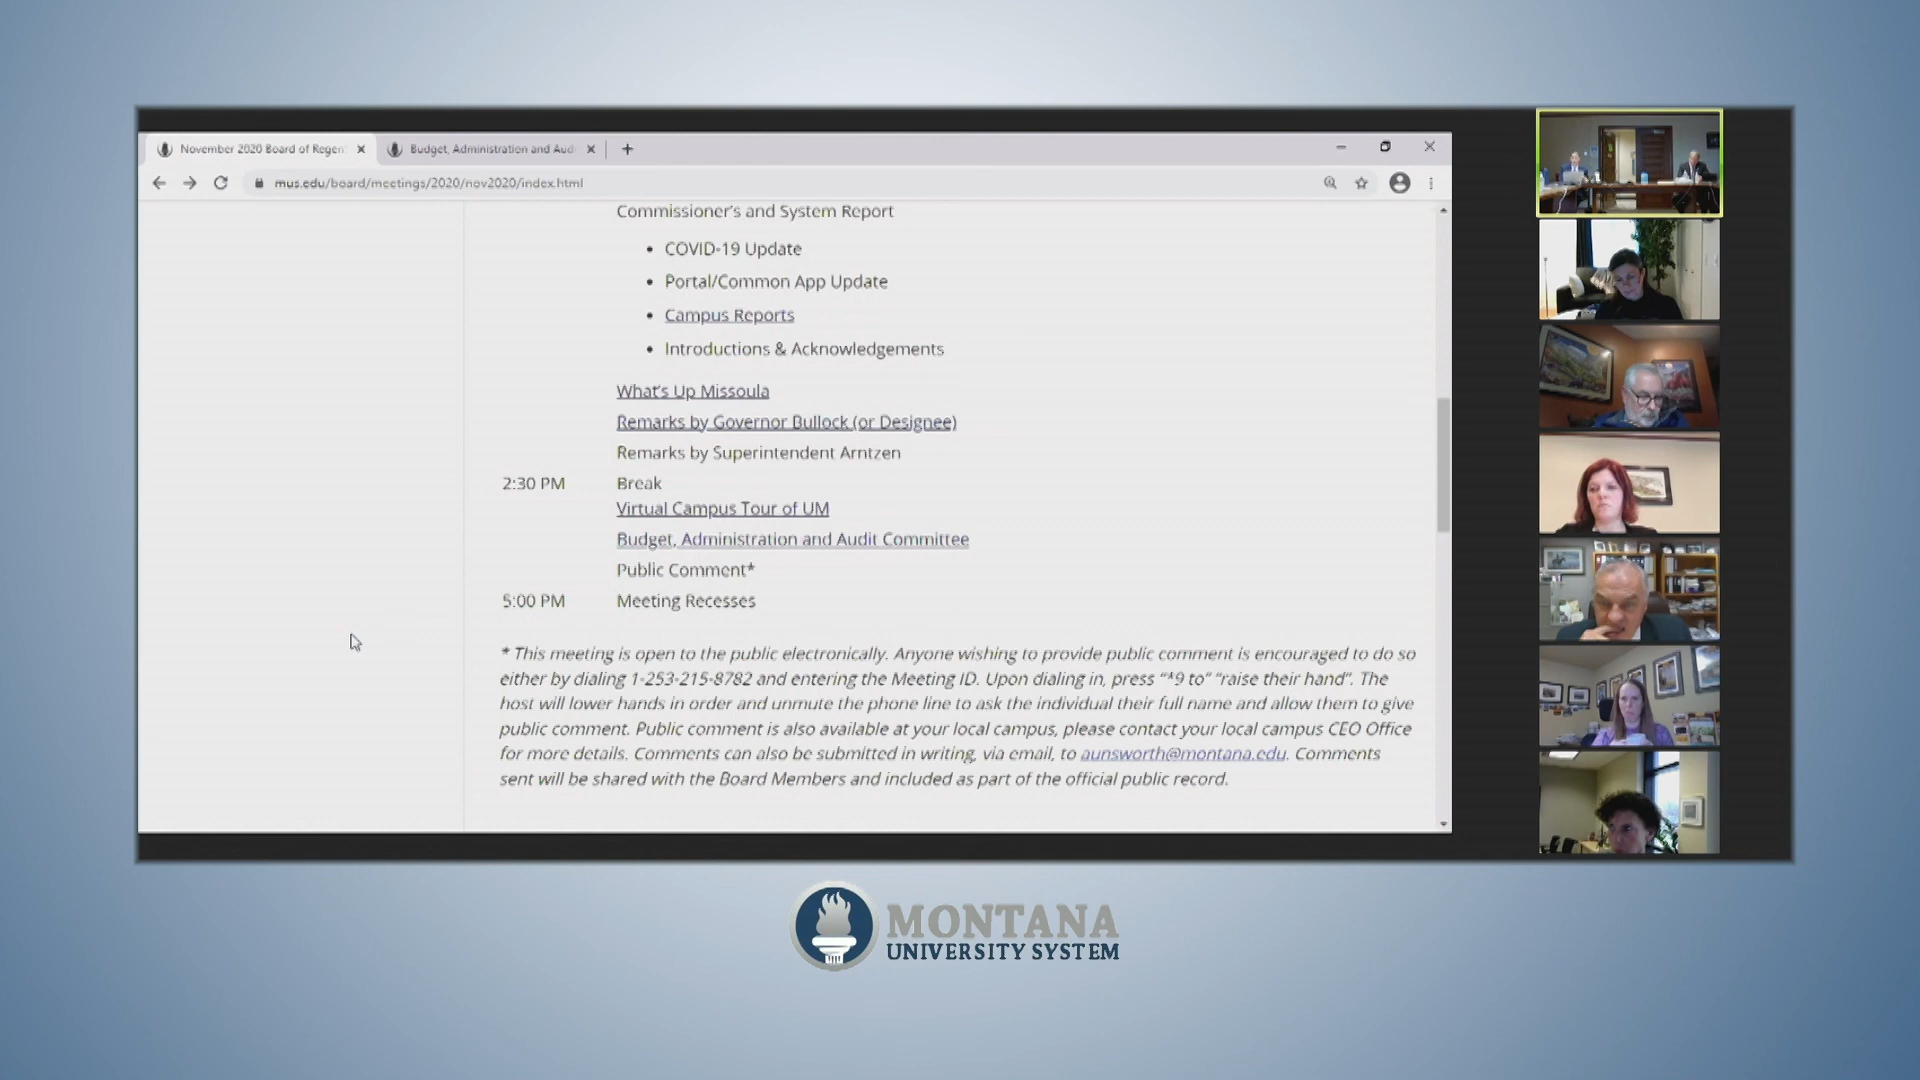 November 2020 Board of Regen
Budget, Administration and Aud
mus.edu/board/meetings/2020/nov2020/index.html
Commissioner's and System Report
• COVID-19 Update
• Portal/Common App Update
• Campus Reports
• Introductions & Acknowledgements
What's Up Missoula
Remarks by Governor Bullock (or Designee)
Remarks by Superintendent Arntzen
2:30 PM Break
Virtual Campus Tour of UM
Budget, Administration and Audit Committee
Public Comment*
5:00 PM Meeting Recesses
* This meeting is open to the public electronically. Anyone wishing to provide public comment is encouraged to do so
either by dialing 1-253-215-8782 and entering the Meeting ID. Upon dialing in, press “*9 to” “raise their hand”. The
host will lower hands in order and unmute the phone line to ask the individual their full name and allow them to give
public comment. Public comment is also available at your local campus, please contact your local campus CEO Office
for more details. Comments can also be submitted in writing, via email, to aunsworth@montana.edu. Comments
sent will be shared with the Board Members and included as part of the official public record.
MONTANA
UNIVERSITY SYSTEM